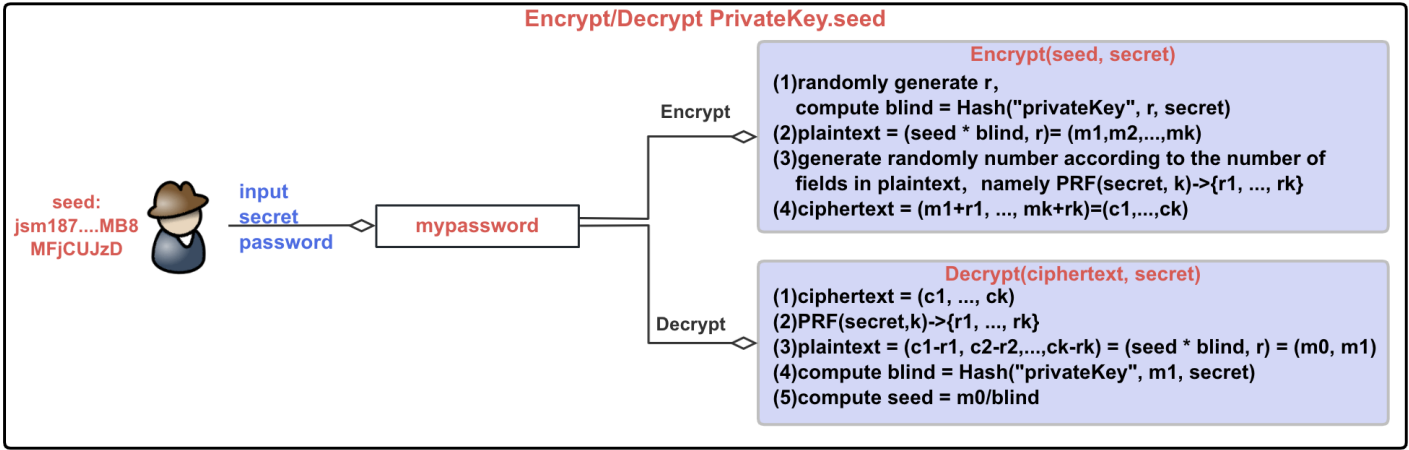 Encrypt/Decrypt PrivateKey.seed
seed:
jsm187....MB8
MFjCUJzD
input
secret
password
mypassword
Encrypt
Encrypt(seed, secret)
(1)randomly generate r,
compute blind = Hash("privateKey", r, secret)
(2)plaintext = (seed * blind, r)= (m1,m2,...,mk)
(3)generate randomly number according to the number of
fields in plaintext, namely PRF(secret, k)->{r1, ..., rk}
(4)ciphertext = (m1+r1, ..., mk+rk)=(c1,...,ck)
Decrypt
Decrypt(ciphertext, secret)
(1)ciphertext = (c1, ..., ck)
(2)PRF(secret,k)->{r1, ..., rk}
(3)plaintext = (c1-r1, c2-r2,...,ck-rk) = (seed * blind, r) = (m0, m1)
(4)compute blind = Hash("privateKey", m1, secret)
(5)compute seed = m0/blind